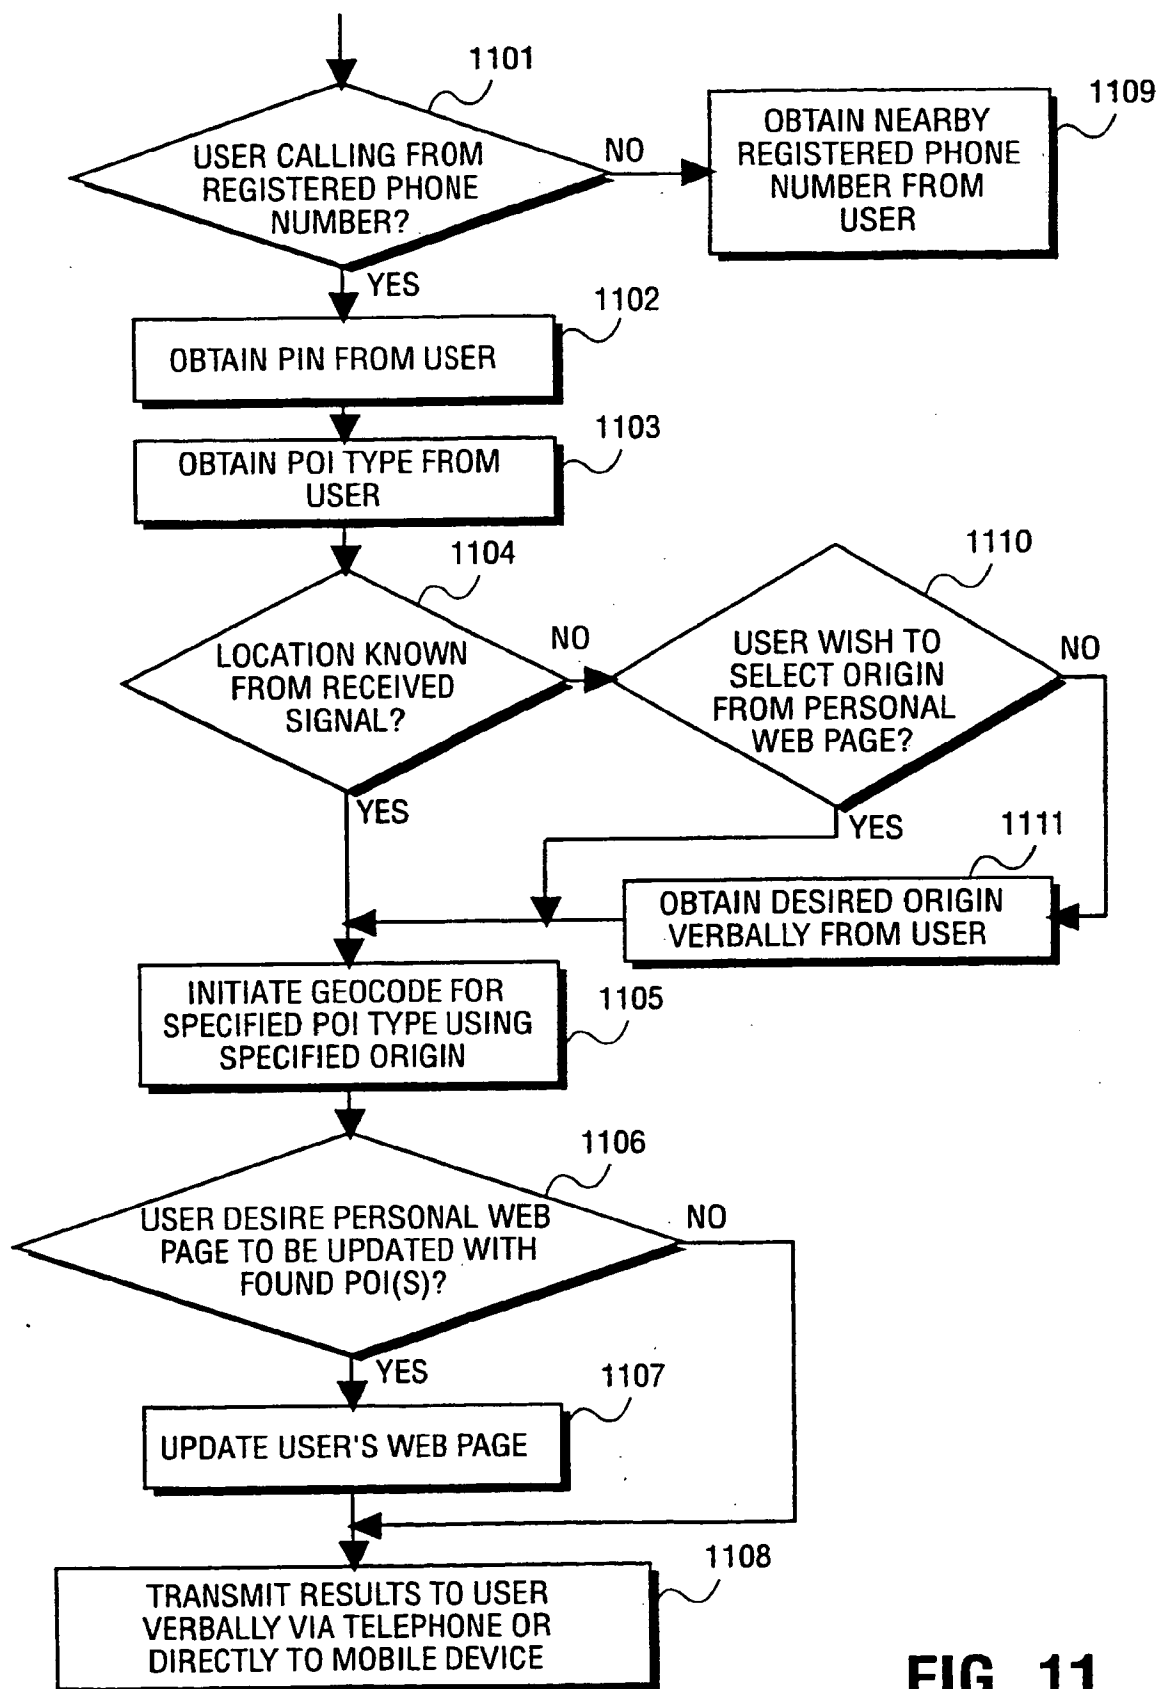 1101
USER CALLING FROM
REGISTERED PHONE
NUMBER?
NO
1109
OBTAIN NEARBY
REGISTERED PHONE
NUMBER FROM
USER
YES
1102
OBTAIN PIN FROM USER
1103
OBTAIN POI TYPE FROM
USER
1104
LOCATION KNOWN
FROM RECEIVED
SIGNAL?
NO
1110
USER WISH TO
SELECT ORIGIN
FROM PERSONAL
WEB PAGE?
NO
YES
YES
1111
OBTAIN DESIRED ORIGIN
VERBALLY FROM USER
INITIATE GEOCODE FOR
SPECIFIED POI TYPE USING
SPECIFIED ORIGIN
1105
1106
USER DESIRE PERSONAL WEB
PAGE TO BE UPDATED WITH
FOUND POI(S)?
NO
YES
1107
UPDATE USER'S WEB PAGE
1108
TRANSMIT RESULTS TO USER
VERBALLY VIA TELEPHONE OR
DIRECTLY TO MOBILE DEVICE
FIG. 11